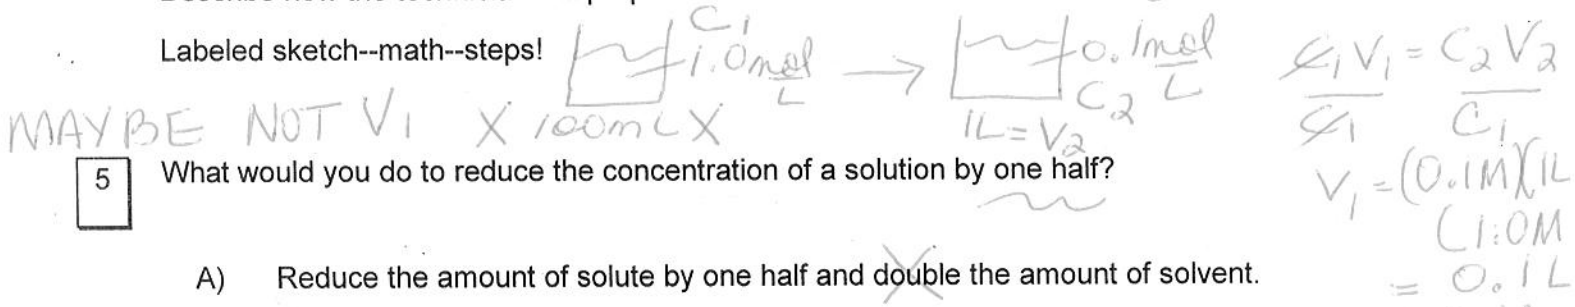 Labeled sketch--math--steps!
C1
1.0 mol/L → 0.1 mol/L
C2
C1V1 = C2V2
C1 C1
MAYBE NOT V1 X 100mL X
1L = V2
5 What would you do to reduce the concentration of a solution by one half?
V1 = (0.1M)(1L
(1.0M
= 0.1L
A) Reduce the amount of solute by one half and double the amount of solvent.